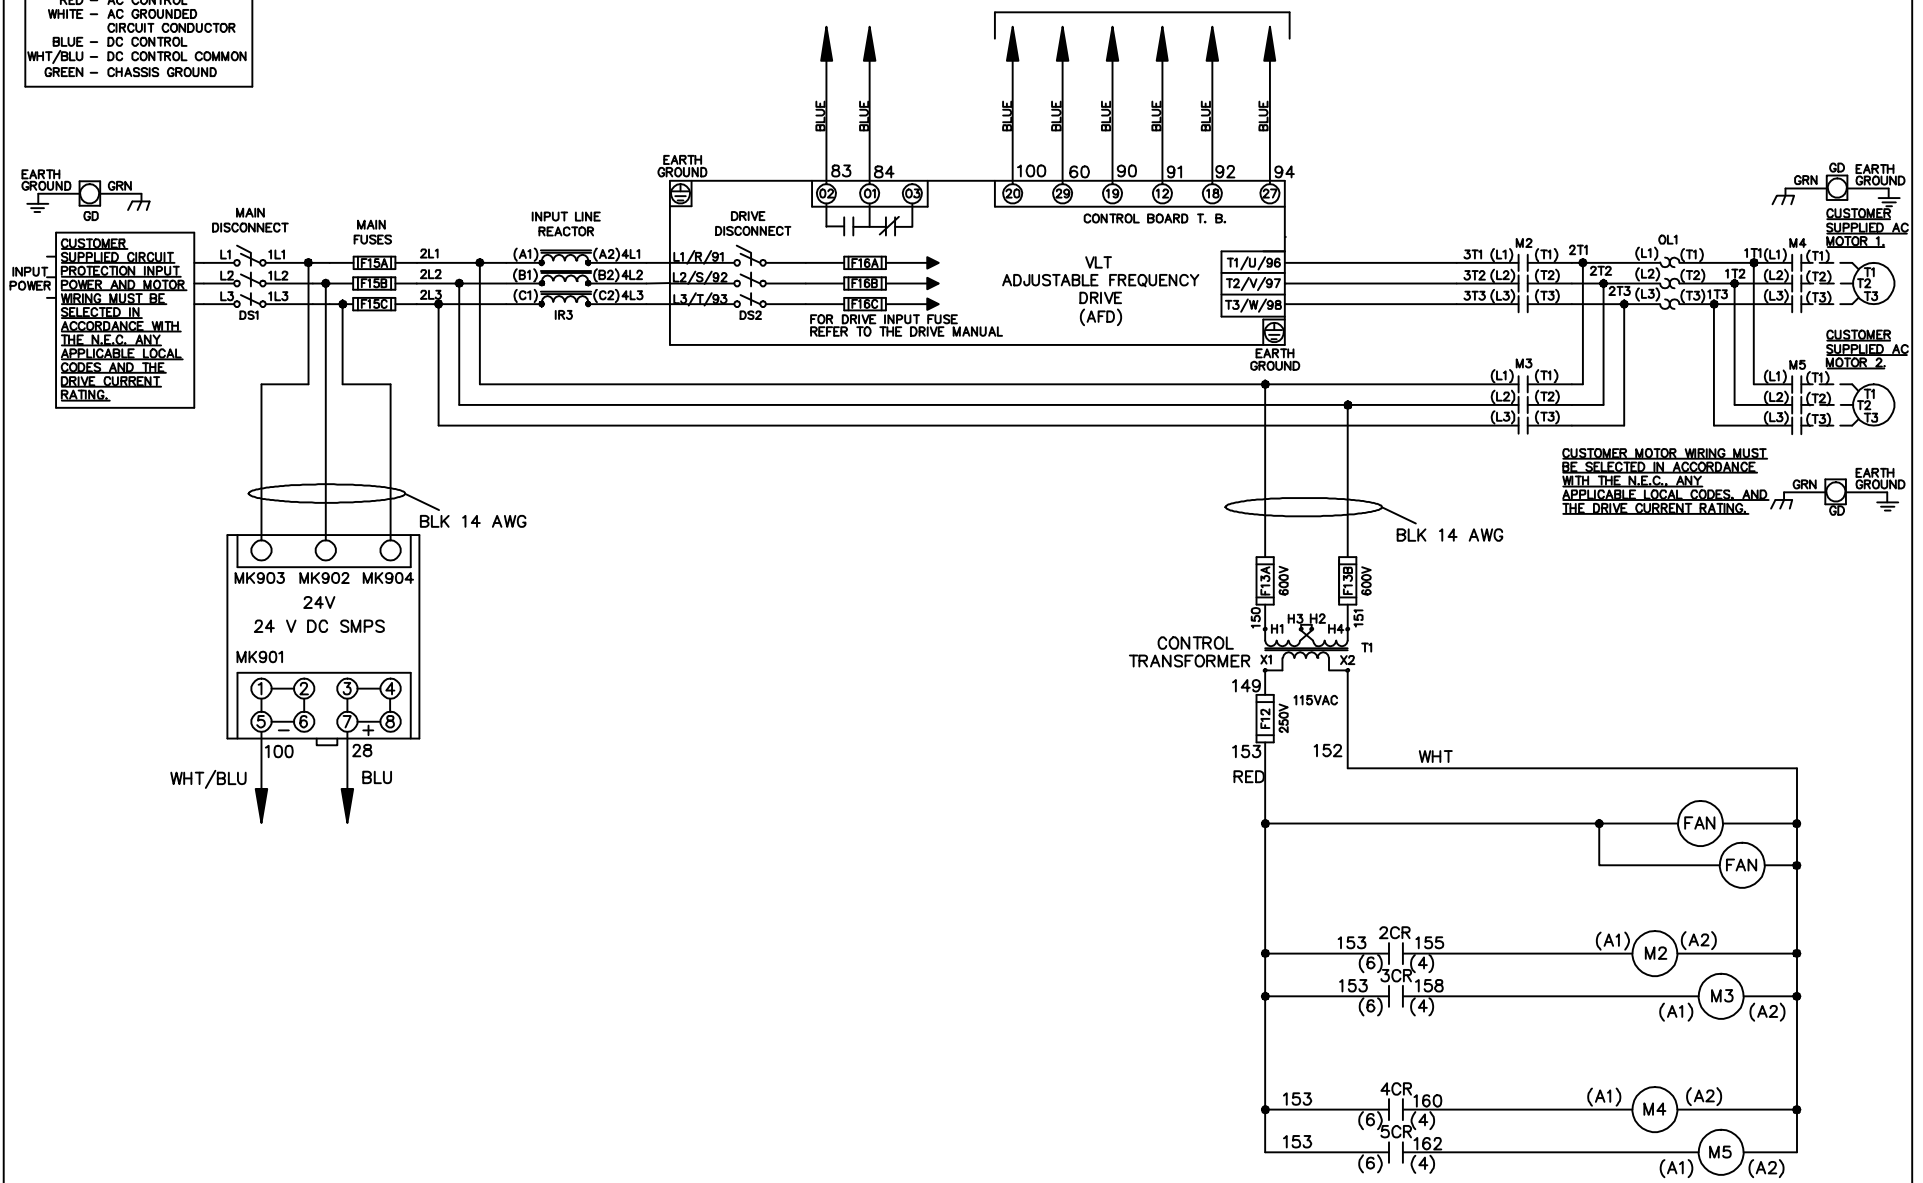 RED – AC CONTROL
WHITE – AC GROUNDED
CIRCUIT CONDUCTOR
BLUE – DC CONTROL
WHT/BLU – DC CONTROL COMMON
GREEN – CHASSIS GROUND
BLUE
BLUE
BLUE
BLUE
BLUE
BLUE
BLUE
BLUE
EARTH
GROUND
GRN
GD
EARTH
GROUND
83
84
100
60
90
91
92
94
02
01
03
20
29
19
12
18
27
CONTROL BOARD T. B.
GRN
GD
EARTH
GROUND
INPUT
POWER
CUSTOMER
SUPPLIED CIRCUIT
PROTECTION INPUT
POWER AND MOTOR
WIRING MUST BE
SELECTED IN
ACCORDANCE WITH
THE N.E.C. ANY
APPLICABLE LOCAL
CODES AND THE
DRIVE CURRENT
RATING.
MAIN
DISCONNECT
L1
1L1
L2
1L2
L3
1L3
DS1
MAIN
FUSES
F15A
F15B
F15C
2L1
2L2
2L3
INPUT LINE
REACTOR
(A1)
(A2)
4L1
(B1)
(B2)
4L2
(C1)
(C2)
4L3
IR3
L1/R/91
L2/S/92
L3/T/93
DRIVE
DISCONNECT
DS2
F16A
F16B
F16C
FOR DRIVE INPUT FUSE
REFER TO THE DRIVE MANUAL
VLT
ADJUSTABLE FREQUENCY
DRIVE
(AFD)
T1/U/96
T2/V/97
T3/W/98
EARTH
GROUND
M2
3T1 (L1) (T1)
3T2 (L2) (T2)
3T3 (L3) (T3)
2T1
2T2
2T3
OL1
(L1) (T1)
(L2) (T2)
(L3) (T3)
1T1
1T2
1T3
M4
(L1) (T1)
(L2) (T2)
(L3) (T3)
CUSTOMER
SUPPLIED AC
MOTOR 1.
T1
T2
T3
M3
(L1) (T1)
(L2) (T2)
(L3) (T3)
CUSTOMER
SUPPLIED AC
MOTOR 2.
M5
(L1) (T1)
(L2) (T2)
(L3) (T3)
T1
T2
T3
CUSTOMER MOTOR WIRING MUST
BE SELECTED IN ACCORDANCE
WITH THE N.E.C., ANY
APPLICABLE LOCAL CODES, AND
THE DRIVE CURRENT RATING.
GRN
GD
EARTH
GROUND
BLK 14 AWG
MK903 MK902 MK904
24V
24 V DC SMPS
MK901
1 2 3 4
5 – 6 7 + 8
100
28
WHT/BLU
BLU
BLK 14 AWG
F13A
600V
F13B
600V
150
151
H1
H3
H2
H4
CONTROL
TRANSFORMER
T1
X1
X2
149
115VAC
F12
250V
153
RED
152
WHT
FAN
FAN
2CR
153
155
(6) (4)
(A1)
M2
(A2)
3CR
153
158
(6) (4)
(A1)
M3
(A2)
4CR
153
160
(6) (4)
(A1)
M4
(A2)
5CR
153
162
(6) (4)
(A1)
M5
(A2)